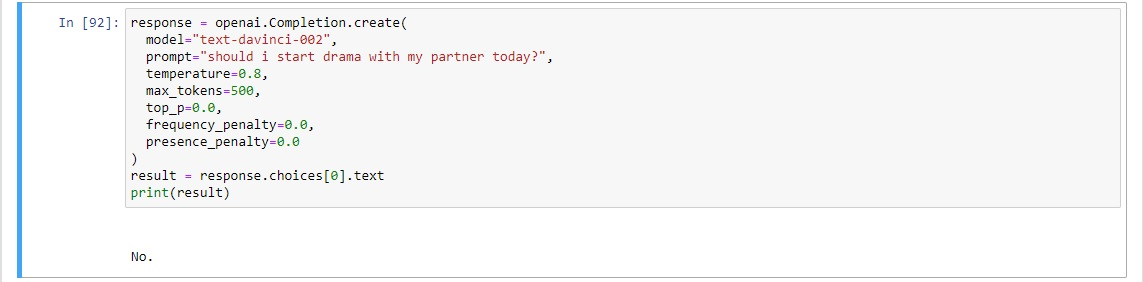 In [92]: response = openai.Completion.create(
model="text-davinci-002",
prompt="should i start drama with my partner today?",
temperature=0.8,
max_tokens=500,
top_p=0.0,
frequency_penalty=0.0,
presence_penalty=0.0
)
result = response.choices[0].text
print(result)
No.